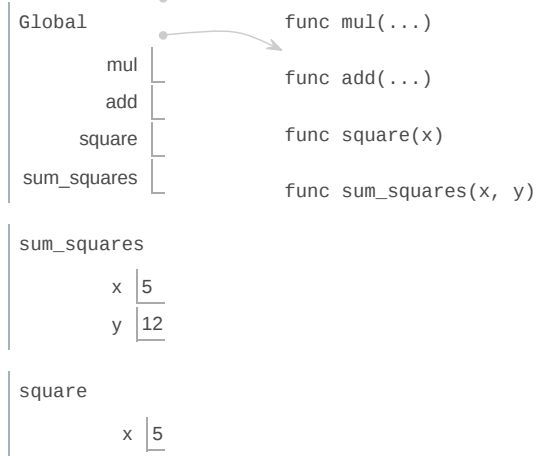 Global
func mul(...)
mul
func add(...)
add
square
func square(x)
sum_squares
func sum_squares(x, y)
sum_squares
x 5
y 12
square
x 5